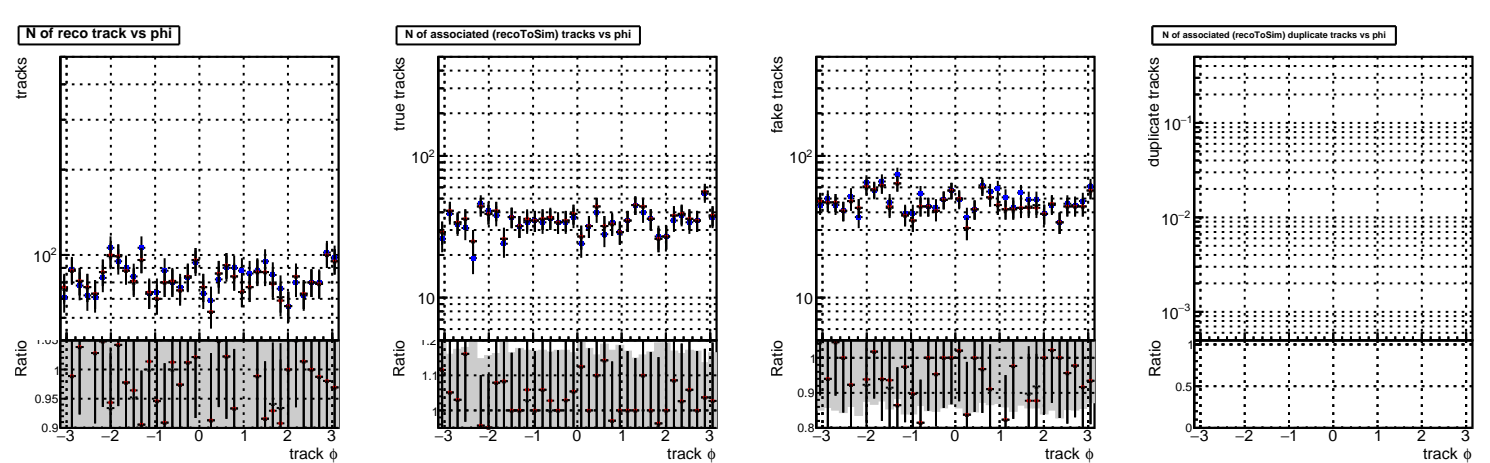 N of reco track vs phi
tracks
10²
Ratio
1.05
1
0.95
0.9
−3 −2 −1 0 1 2 3
track ϕ
N of associated (recoToSim) tracks vs phi
true tracks
10²
10
Ratio
1.2
1.1
1
−3 −2 −1 0 1 2 3
track ϕ
fake tracks
10²
10
Ratio
1
0.9
0.8
−3 −2 −1 0 1 2 3
track ϕ
N of associated (recoToSim) duplicate tracks vs phi
duplicate tracks
10⁻¹
10⁻²
10⁻³
Ratio
1
0.5
0
−3 −2 −1 0 1 2 3
track ϕ